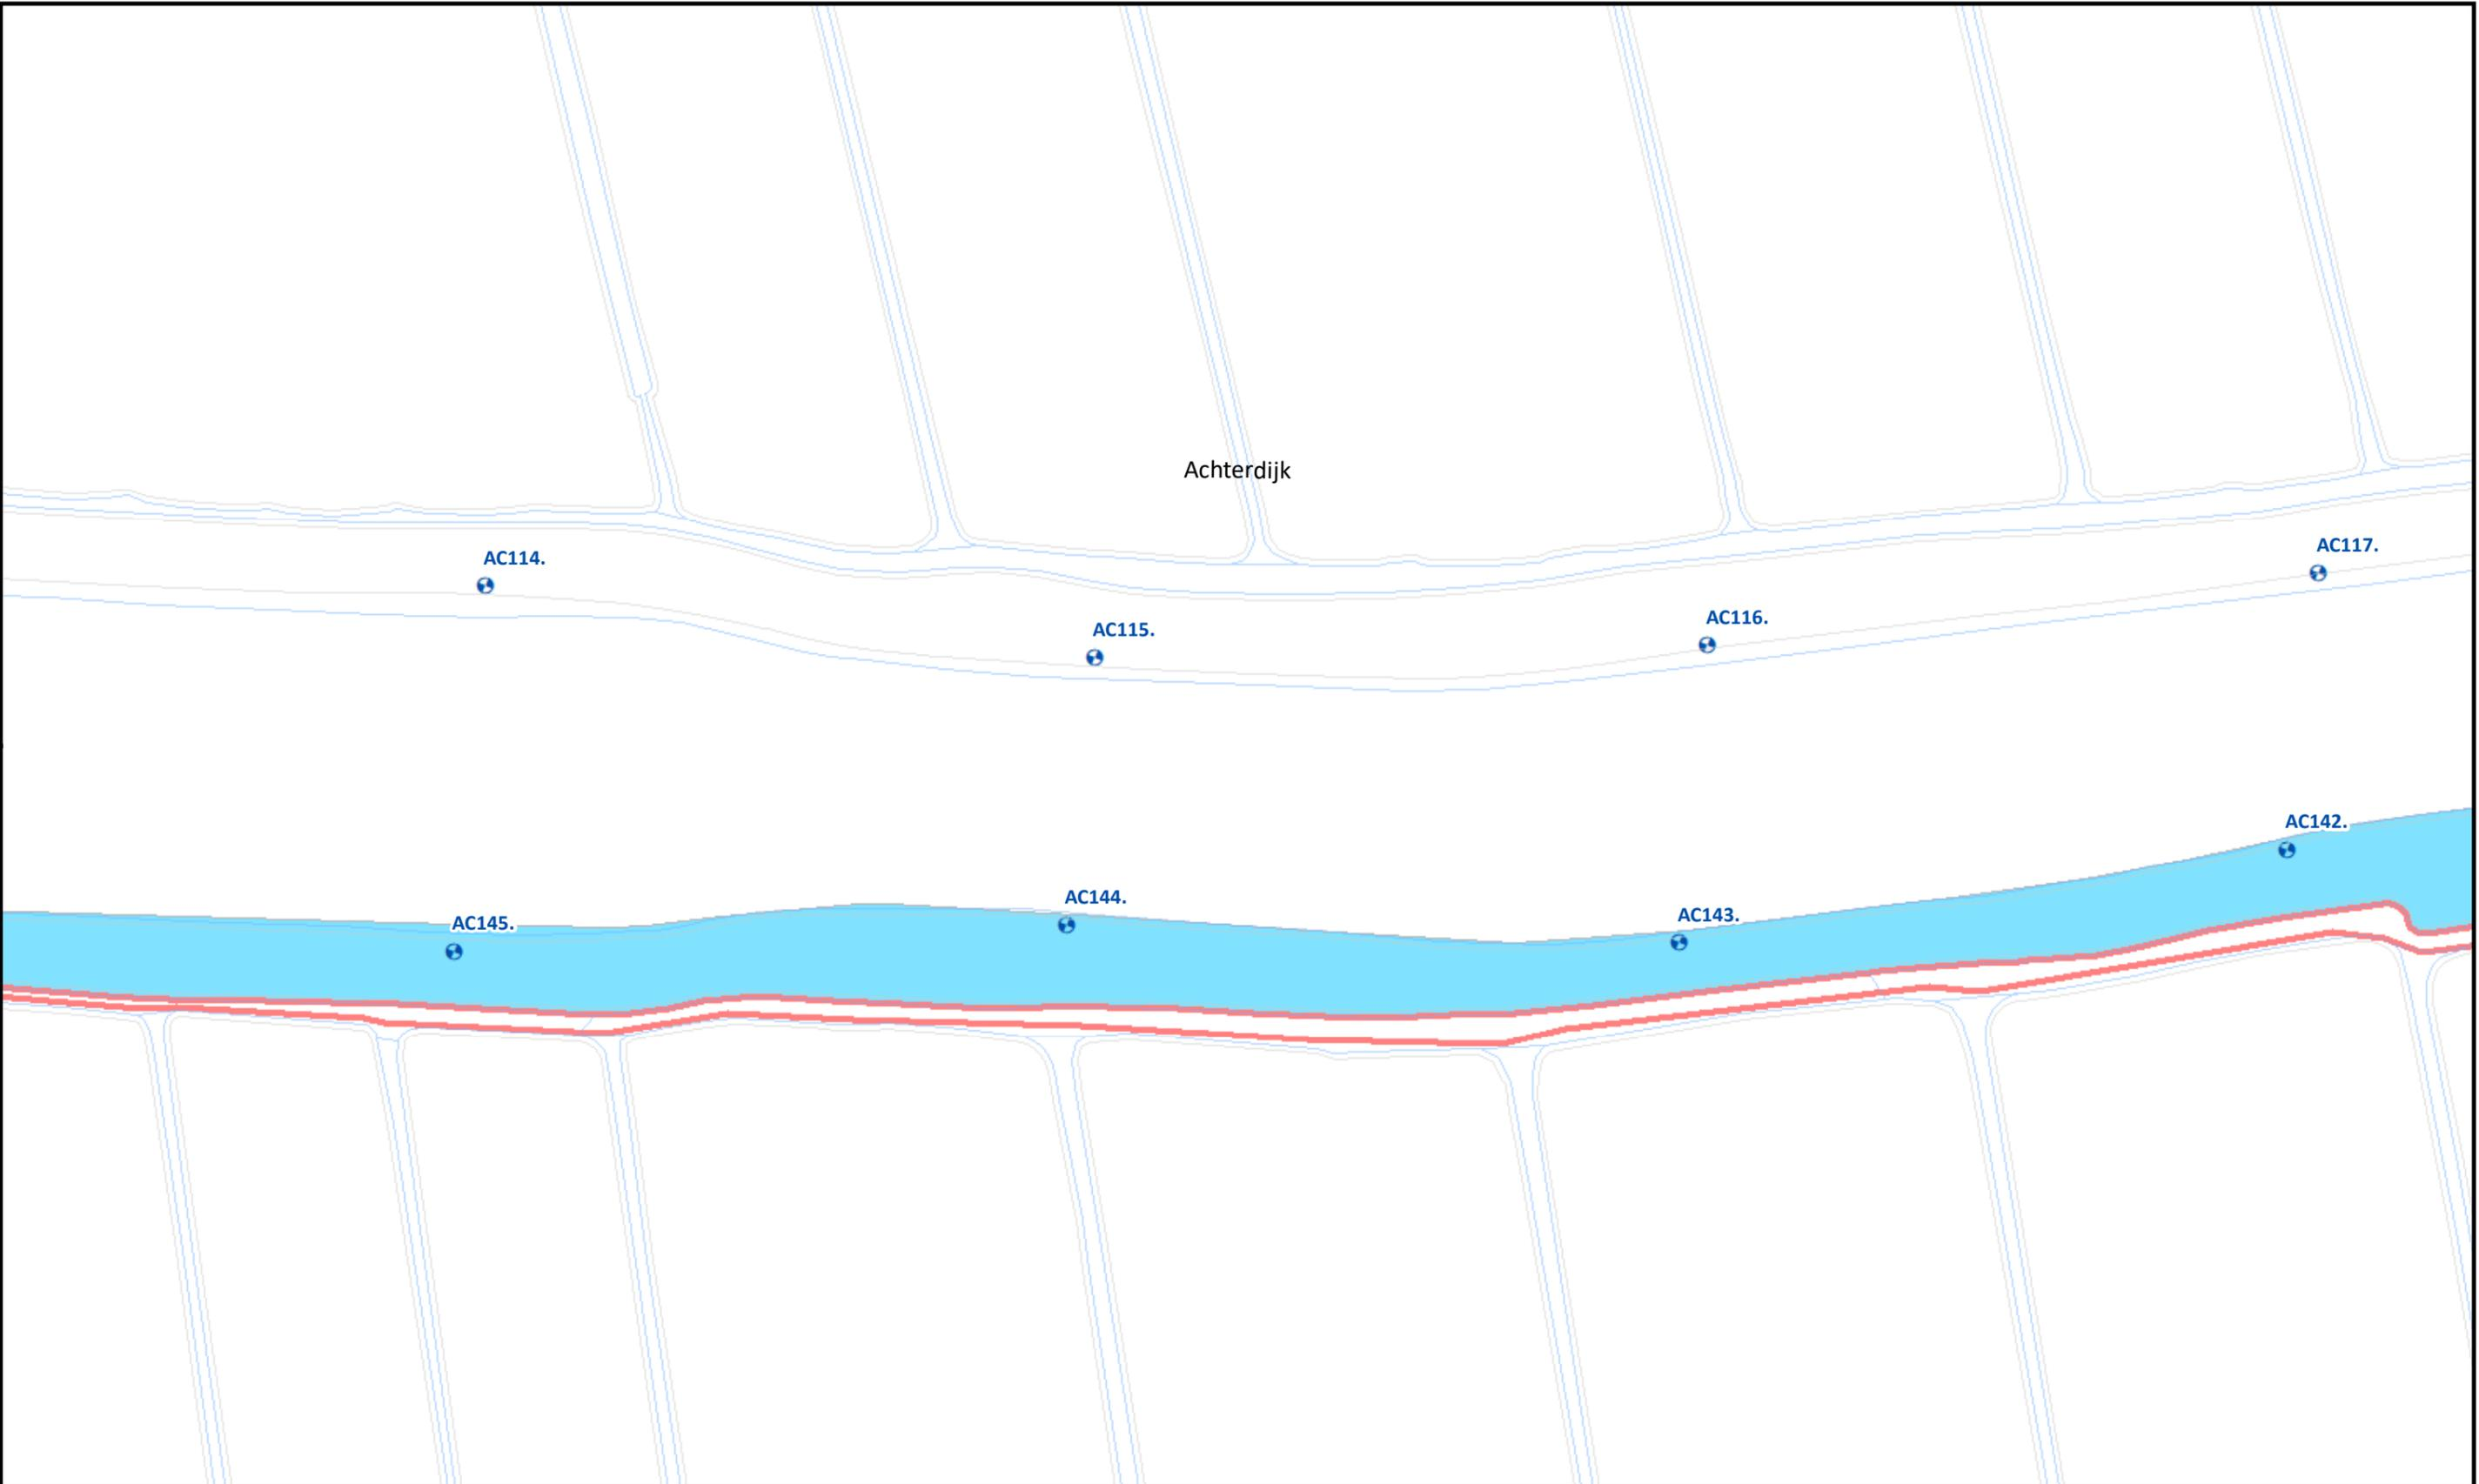 Achterdijk
AC114.
AC115.
AC116.
AC117.
AC142.
AC143.
AC144.
AC145.